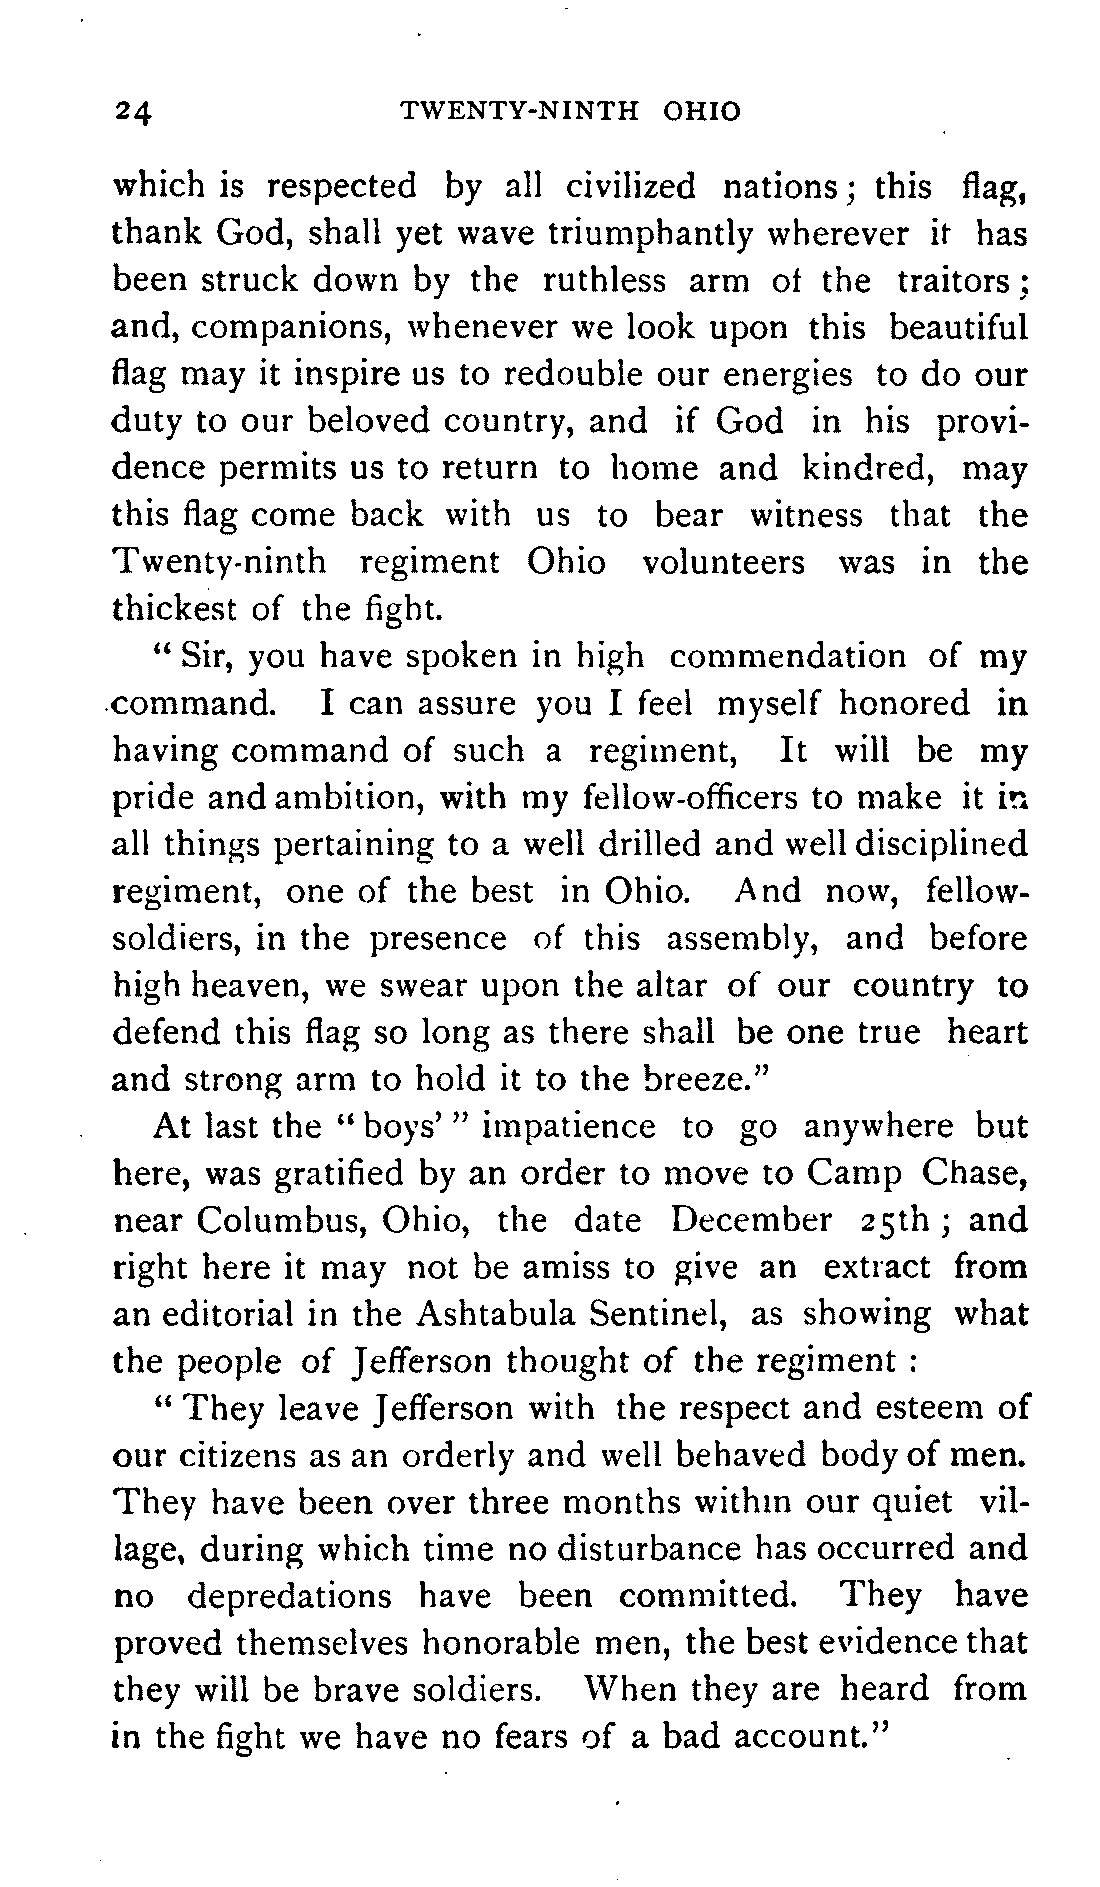 24 TWENTY-NINTH OHIO
which is respected by all civilized nations; this flag,
thank God, shall yet wave triumphantly wherever it has
been struck down by the ruthless arm of the traitors;
and, companions, whenever we look upon this beautiful
flag may it inspire us to redouble our energies to do our
duty to our beloved country, and if God in his provi-
dence permits us to return to home and kindred, may
this flag come back with us to bear witness that the
Twenty-ninth regiment Ohio volunteers was in the
thickest of the fight.
" Sir, you have spoken in high commendation of my
command. I can assure you I feel myself honored in
having command of such a regiment, It will be my
pride and ambition, with my fellow-officers to make it in
all things pertaining to a well drilled and well disciplined
regiment, one of the best in Ohio. And now, fellow-
soldiers, in the presence of this assembly, and before
high heaven, we swear upon the altar of our country to
defend this flag so long as there shall be one true heart
and strong arm to hold it to the breeze."
At last the " boys' " impatience to go anywhere but
here, was gratified by an order to move to Camp Chase,
near Columbus, Ohio, the date December 25th ; and
right here it may not be amiss to give an extract from
an editorial in the Ashtabula Sentinel, as showing what
the people of Jefferson thought of the regiment :
" They leave Jefferson with the respect and esteem of
our citizens as an orderly and well behaved body of men.
They have been over three months within our quiet vil-
lage, during which time no disturbance has occurred and
no depredations have been committed. They have
proved themselves honorable men, the best evidence that
they will be brave soldiers. When they are heard from
in the fight we have no fears of a bad account."